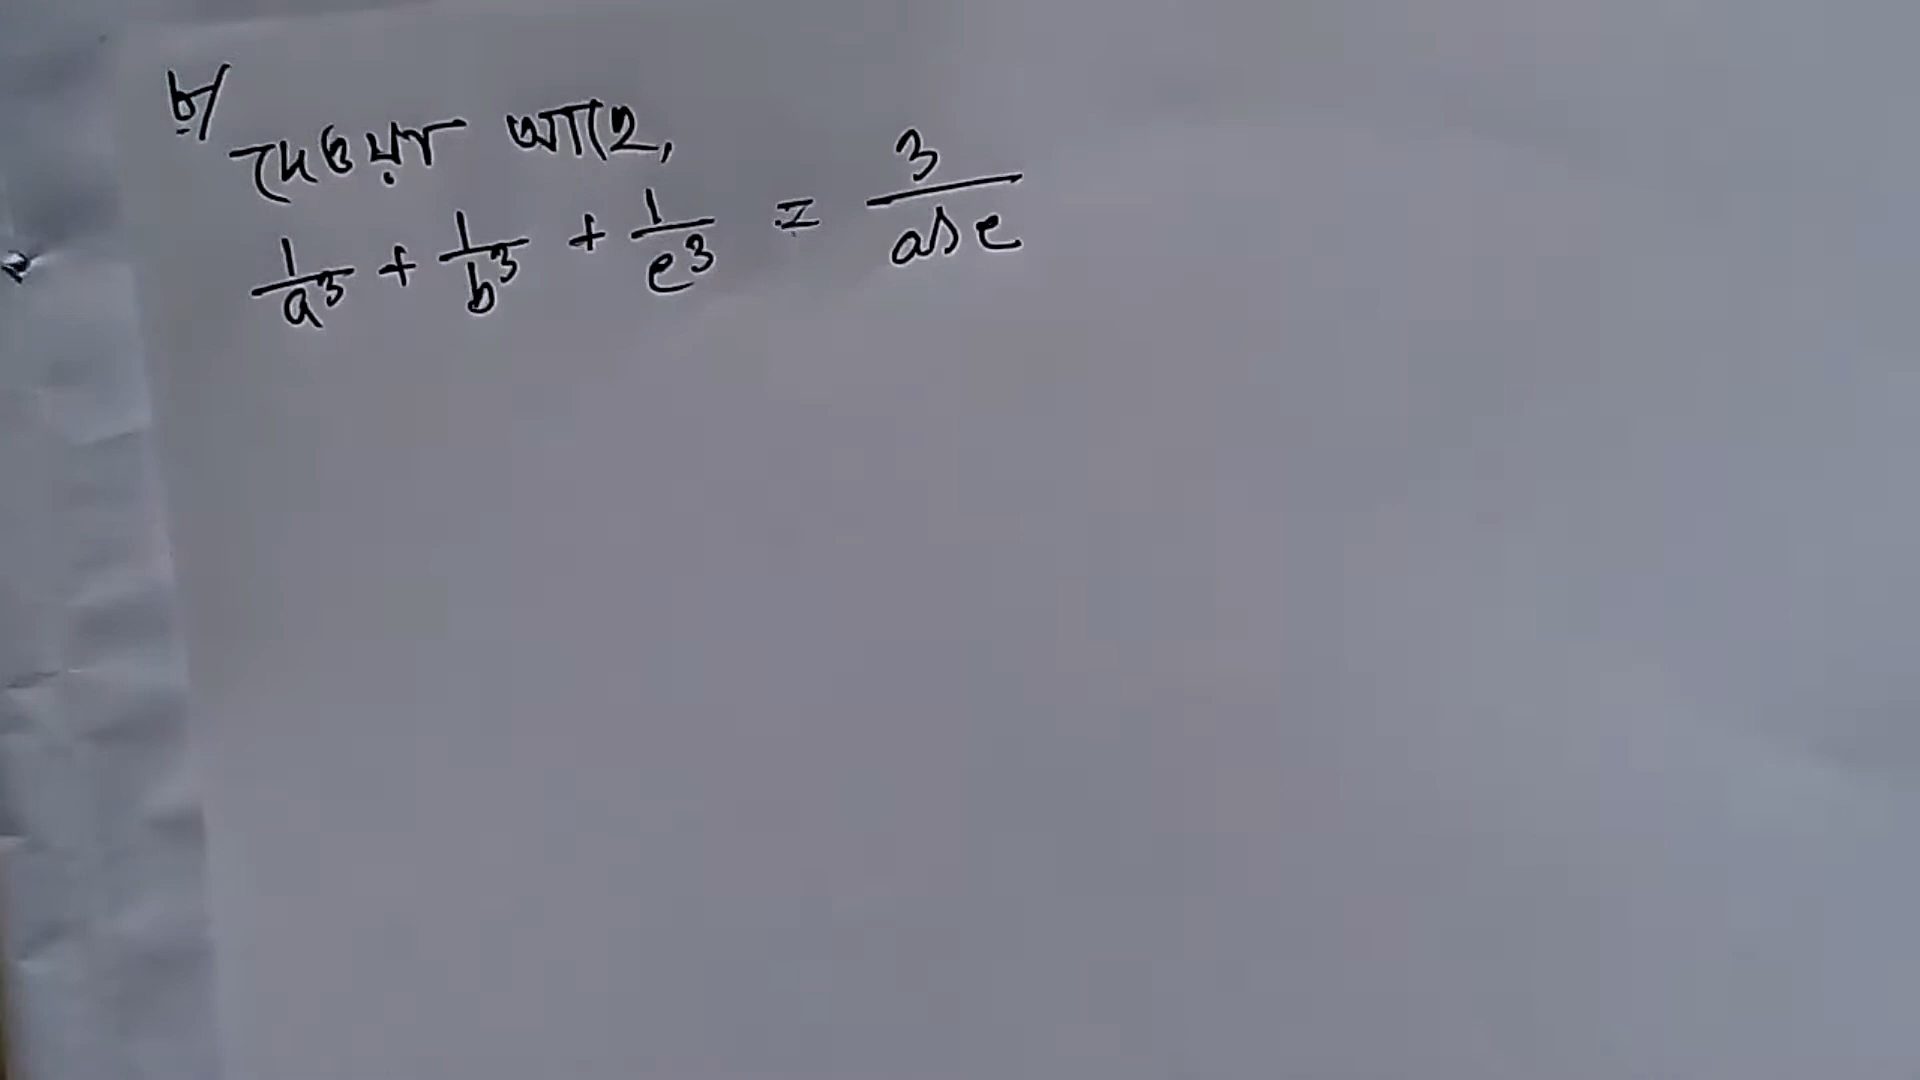 b/
দেওয়া আছে,
1/a³ + 1/b³ + 1/c³ = 3/abc